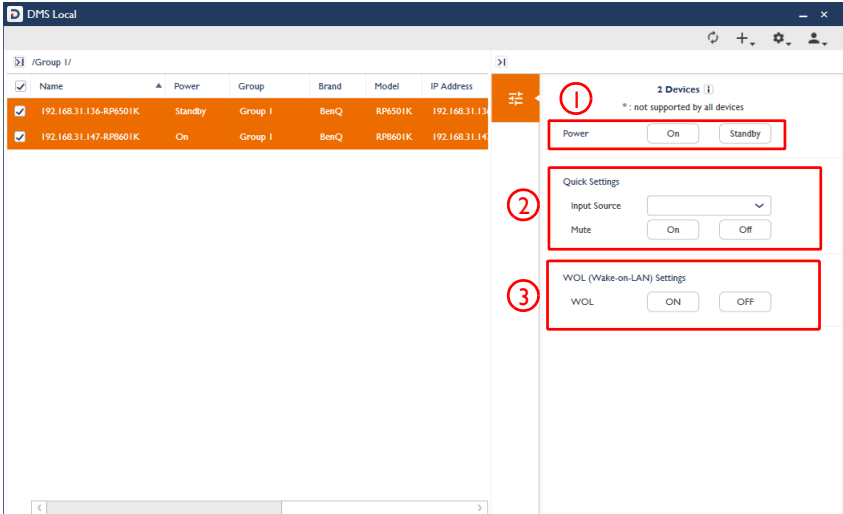 DMS Local
/Group 1/
Name Power Group Brand Model IP Address
192.168.31.136-RP6501K Standby Group 1 BenQ RP6501K 192.168.31.13
192.168.31.147-RP8601K On Group 1 BenQ RP8601K 192.168.31.14
1
2 Devices i
* : not supported by all devices
Power On Standby
2
Quick Settings
Input Source
Mute On Off
3
WOL (Wake-on-LAN) Settings
WOL ON OFF